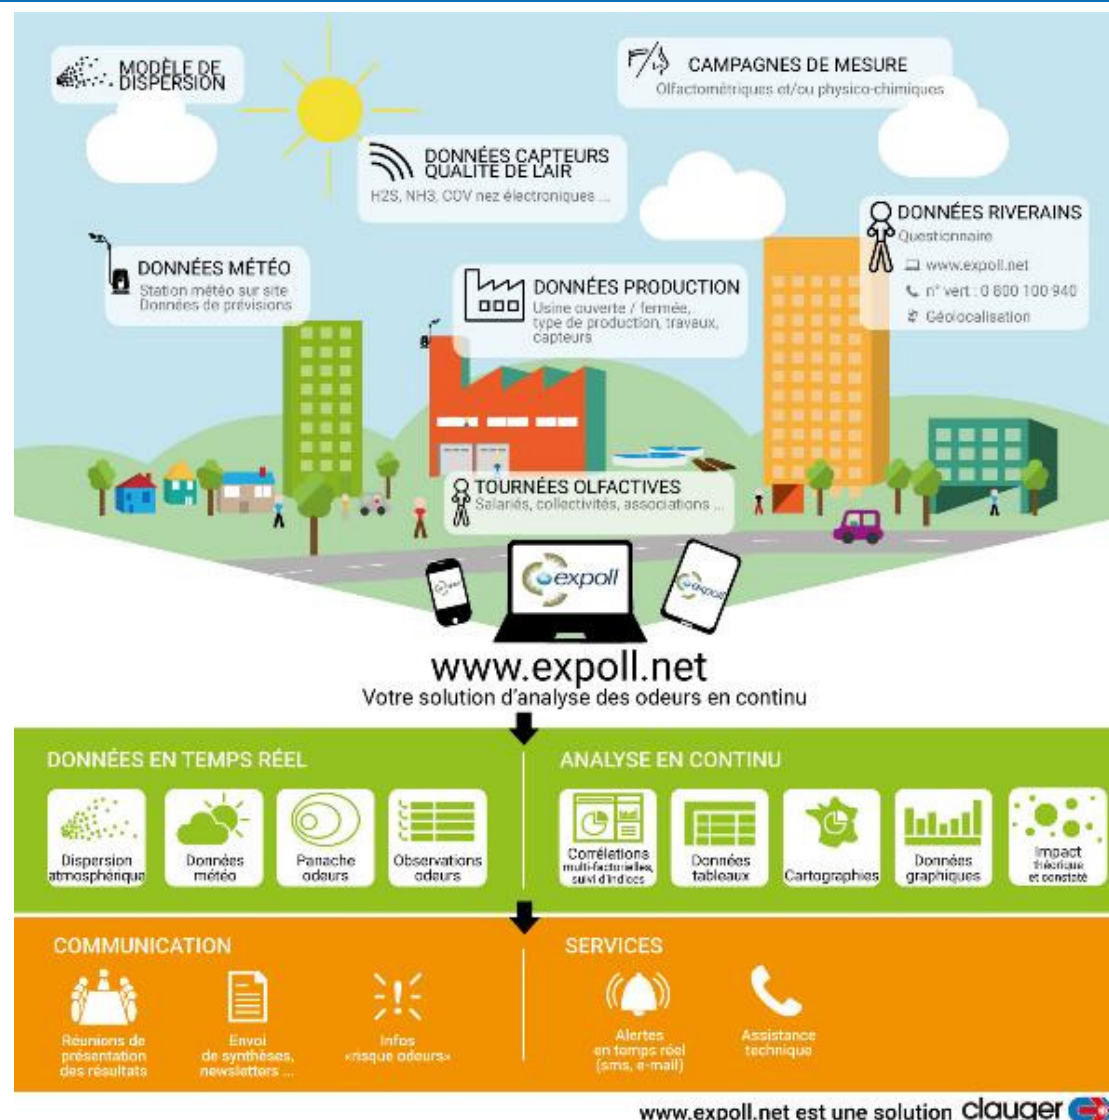 MODÈLE DE
DISPERSION
CAMPAGNES DE MESURE
Olfactométriques et/ou physico-chimiques
DONNÉES CAPTEURS
QUALITE DE L'AIR
H2S, NH3, COV nez électroniques ...
DONNÉES RIVERAINS
Questionnaire
www.expoll.net
n° vert : 0 800 100 940
Géolocalisation
DONNÉES MÉTÉO
Station météo sur site
Données de prévisions
DONNÉES PRODUCTION
Usine ouverte / fermée,
type de production, travaux,
capteurs
TOURNÉES OLFACTIVES
Salariés, collectivités, associations ...
expoll
expoll
www.expoll.net
Votre solution d'analyse des odeurs en continu
DONNÉES EN TEMPS RÉEL
Dispersion
atmosphérique
Données
météo
Panache
odeurs
Observations
odeurs
ANALYSE EN CONTINU
Corrélations
multi-factorielles,
suivi d'indices
Données
tableaux
Cartographies
Données
graphiques
Impact
théorique
et constaté
COMMUNICATION
Réunions de
présentation
des résultats
Envoi
de synthèses,
newsletters ...
Infos
«risque odeurs»
SERVICES
Alertes
en temps réel
(sms, e-mail)
Assistance
technique
www.expoll.net est une solution clauger